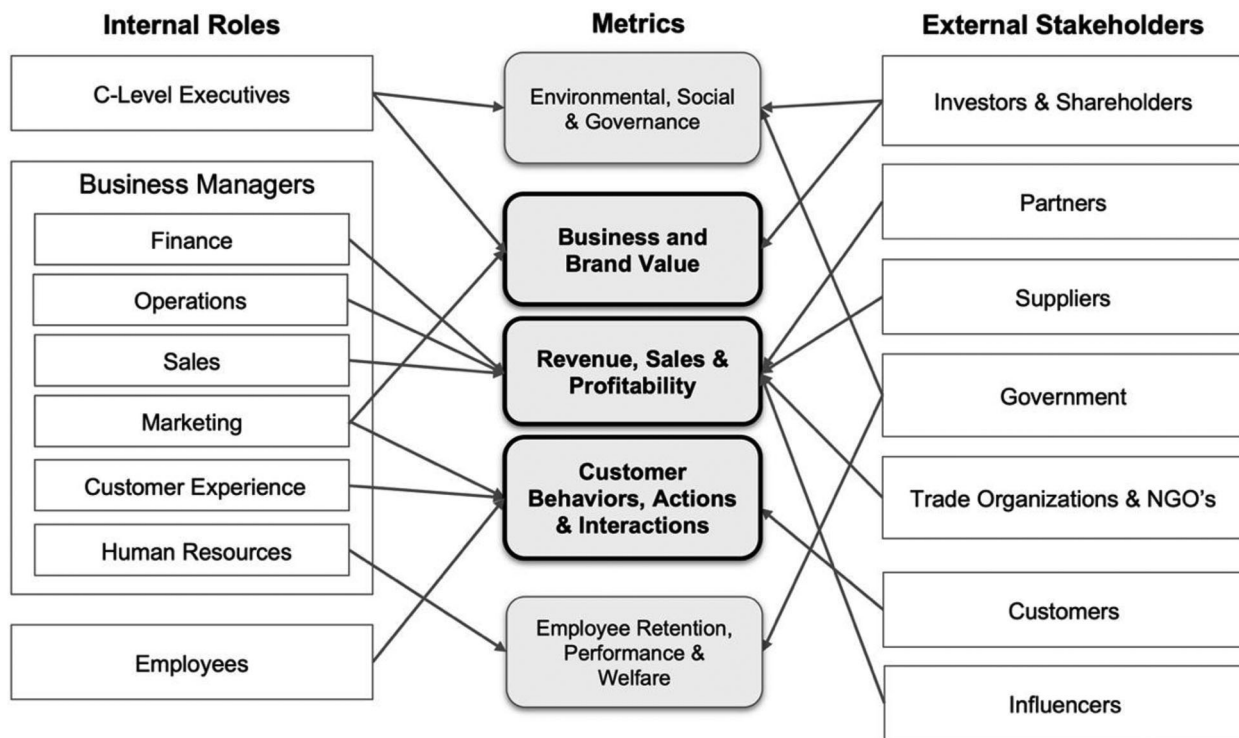 Internal Roles
Metrics
External Stakeholders
C-Level Executives
Business Managers
Finance
Operations
Sales
Marketing
Customer Experience
Human Resources
Employees
Environmental, Social
& Governance
Business and
Brand Value
Revenue, Sales &
Profitability
Customer
Behaviors, Actions
& Interactions
Employee Retention,
Performance &
Welfare
Investors & Shareholders
Partners
Suppliers
Government
Trade Organizations & NGO’s
Customers
Influencers